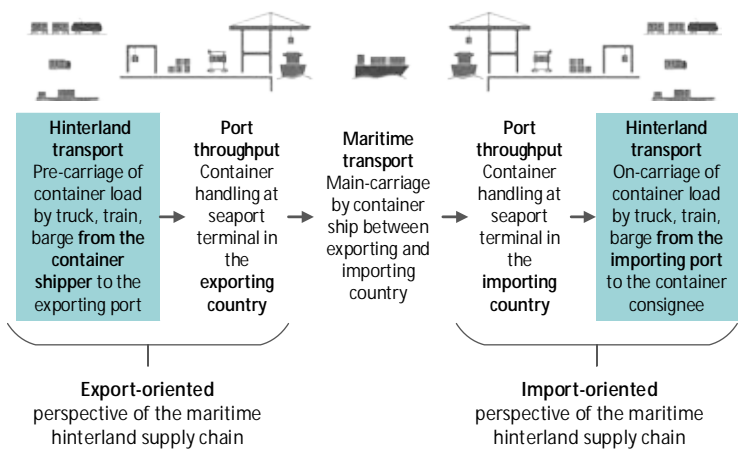 Hinterland
transport
Pre-carriage of
container load
by truck, train,
barge from the
container
shipper to the
exporting port
Port
throughput
Container
handling at
seaport
terminal in
the
exporting
country
Maritime
transport
Main-carriage
by container
ship between
exporting and
importing
country
Port
throughput
Container
handling at
seaport
terminal in
the
importing
country
Hinterland
transport
On-carriage of
container load
by truck, train,
barge from the
importing port
to the container
consignee
Export-oriented
perspective of the maritime
hinterland supply chain
Import-oriented
perspective of the maritime
hinterland supply chain